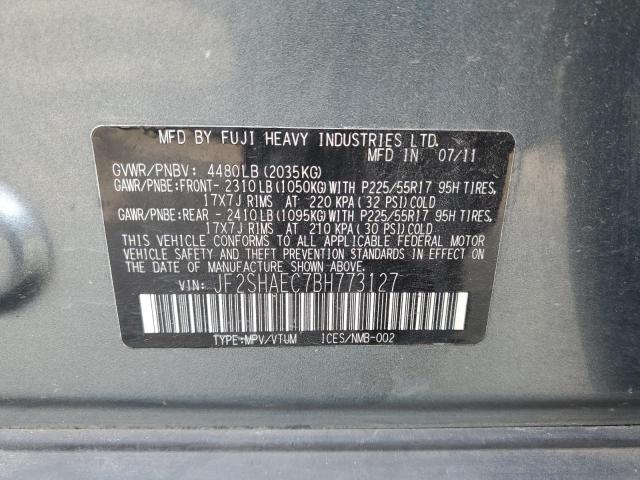 MFD BY FUJI HEAVY INDUSTRIES LTD.
MFD IN 07/11
GVWR/PNBV: 4480LB(2035KG)
GAWR/PNBE:FRONT-2310LB(1050KG)WITH P225/55R17 95H TIRES,
17X7J RIMS AT 220 KPA(32 PSI)COLD
GAWR/PNBE:REAR -2410LB(1095KG)WITH P225/55R17 95H TIRES,
17X7J RIMS AT 210 KPA(30 PSI)COLD
THIS VEHICLE CONFORMS TO ALL APPLICABLE FEDERAL MOTOR
VEHICLE SAFETY AND THEFT PREVENTION STANDARDS IN EFFECT ON
THE DATE OF MANUFACTURE SHOWN ABOVE.
VIN: JF2SHAEC7BH773127
TYPE:MPV/VTUM ICES/NMB-002